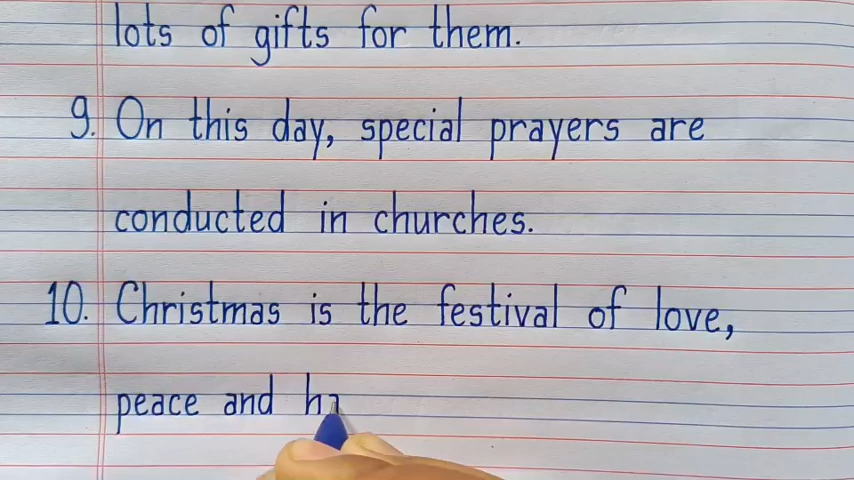 lots of gifts for them.
9. On this day, special prayers are
conducted in churches.
10. Christmas is the festival of love,
peace and ha